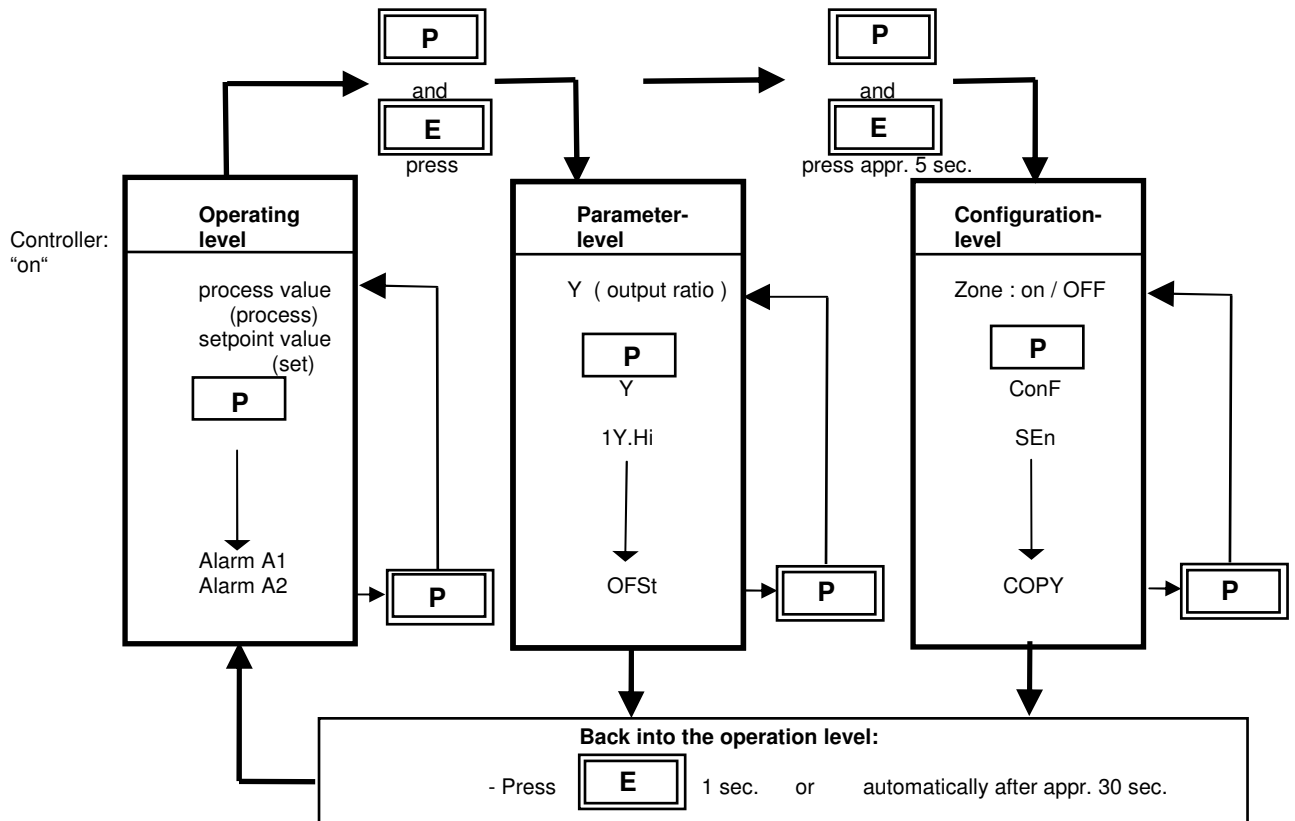 P
and
E
press
P
and
E
press appr. 5 sec.
Controller:
“on“
Operating
level
process value
(process)
setpoint value
(set)
P
Alarm A1
Alarm A2
P
Parameter-
level
Y ( output ratio )
P
Y
1Y.Hi
OFSt
P
Configuration-
level
Zone : on / OFF
P
ConF
SEn
COPY
P
Back into the operation level:
- Press E 1 sec. or automatically after appr. 30 sec.